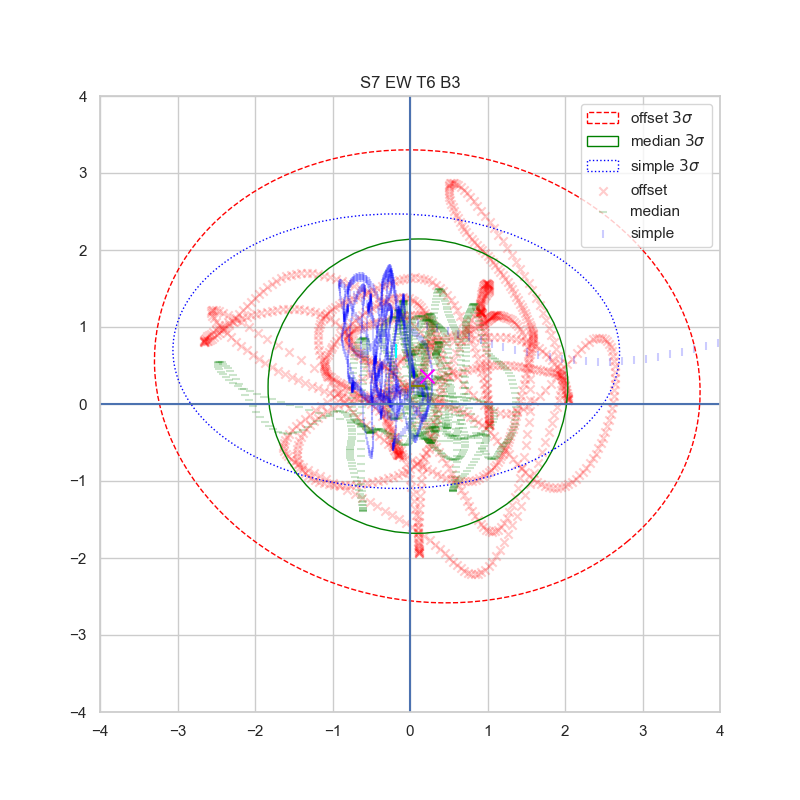 S7 EW T6 B3
offset 3σ
median 3σ
simple 3σ
offset
median
simple
4
3
2
1
0
−1
−2
−3
−4
−4 −3 −2 −1 0 1 2 3 4